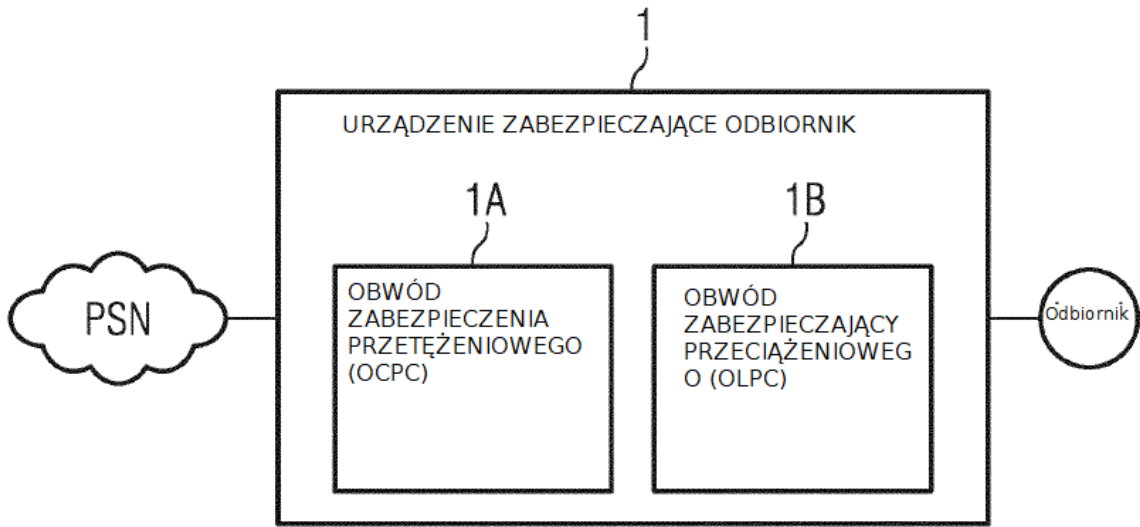 1
URZĄDZENIE ZABEZPIECZAJĄCE ODBIORNIK
1A
1B
PSN
OBWÓD
ZABEZPIECZENIA
PRZETĘŻENIOWEGO
(OCPC)
OBWÓD
ZABEZPIECZAJĄCY
PRZECIĄŻENIOWEG
O (OLPC)
Odbiornik